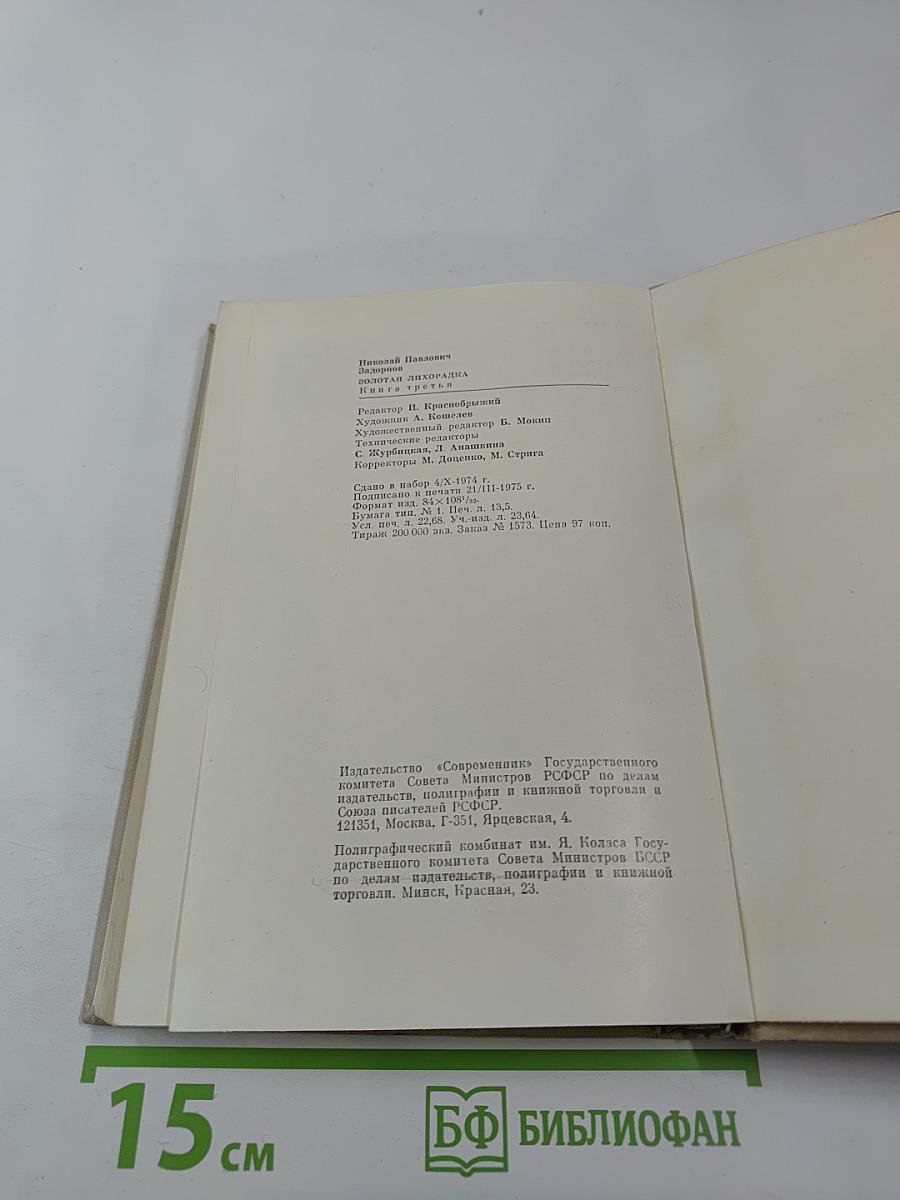 Николай Павлович
Задорнов
ЗОЛОТАЯ ЛИХОРАДКА
Книга третья
Редактор И. Краснобрыжий
Художник А. Кошелев
Художественный редактор Б. Мокин
Технические редакторы
С. Журбицкая, Л. Анашкина
Корректоры М. Доценко, М. Стрига
Сдано в набор 4/X-1974 г.
Подписано к печати 21/III-1975 г.
Формат изд. 84×108¹/₃₂.
Бумага тип. № 1. Печ. л. 13,5.
Усл. печ. л. 22,68. Уч.-изд. л. 23,64.
Тираж 200 000 экз. Заказ № 1573. Цена 97 коп.
Издательство «Современник» Государственного
комитета Совета Министров РСФСР по делам
издательств, полиграфии и книжной торговли и
Союза писателей РСФСР.
121351, Москва, Г-351, Ярцевская, 4.
Полиграфический комбинат им. Я. Коласа Госу-
дарственного комитета Совета Министров БССР
по делам издательств, полиграфии и книжной
торговли. Минск, Красная, 23.
15 см
БФ БИБЛИОФАН